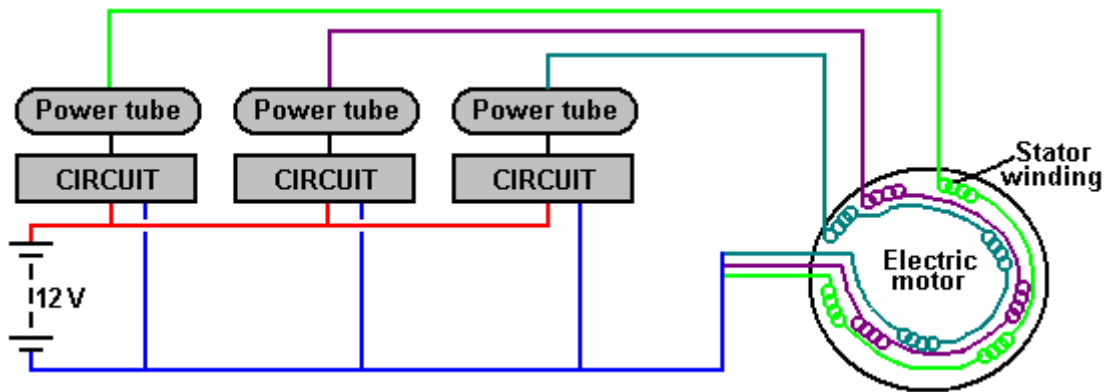 Power tube
Power tube
Power tube
CIRCUIT
CIRCUIT
CIRCUIT
Stator
winding
12 V
Electric
motor